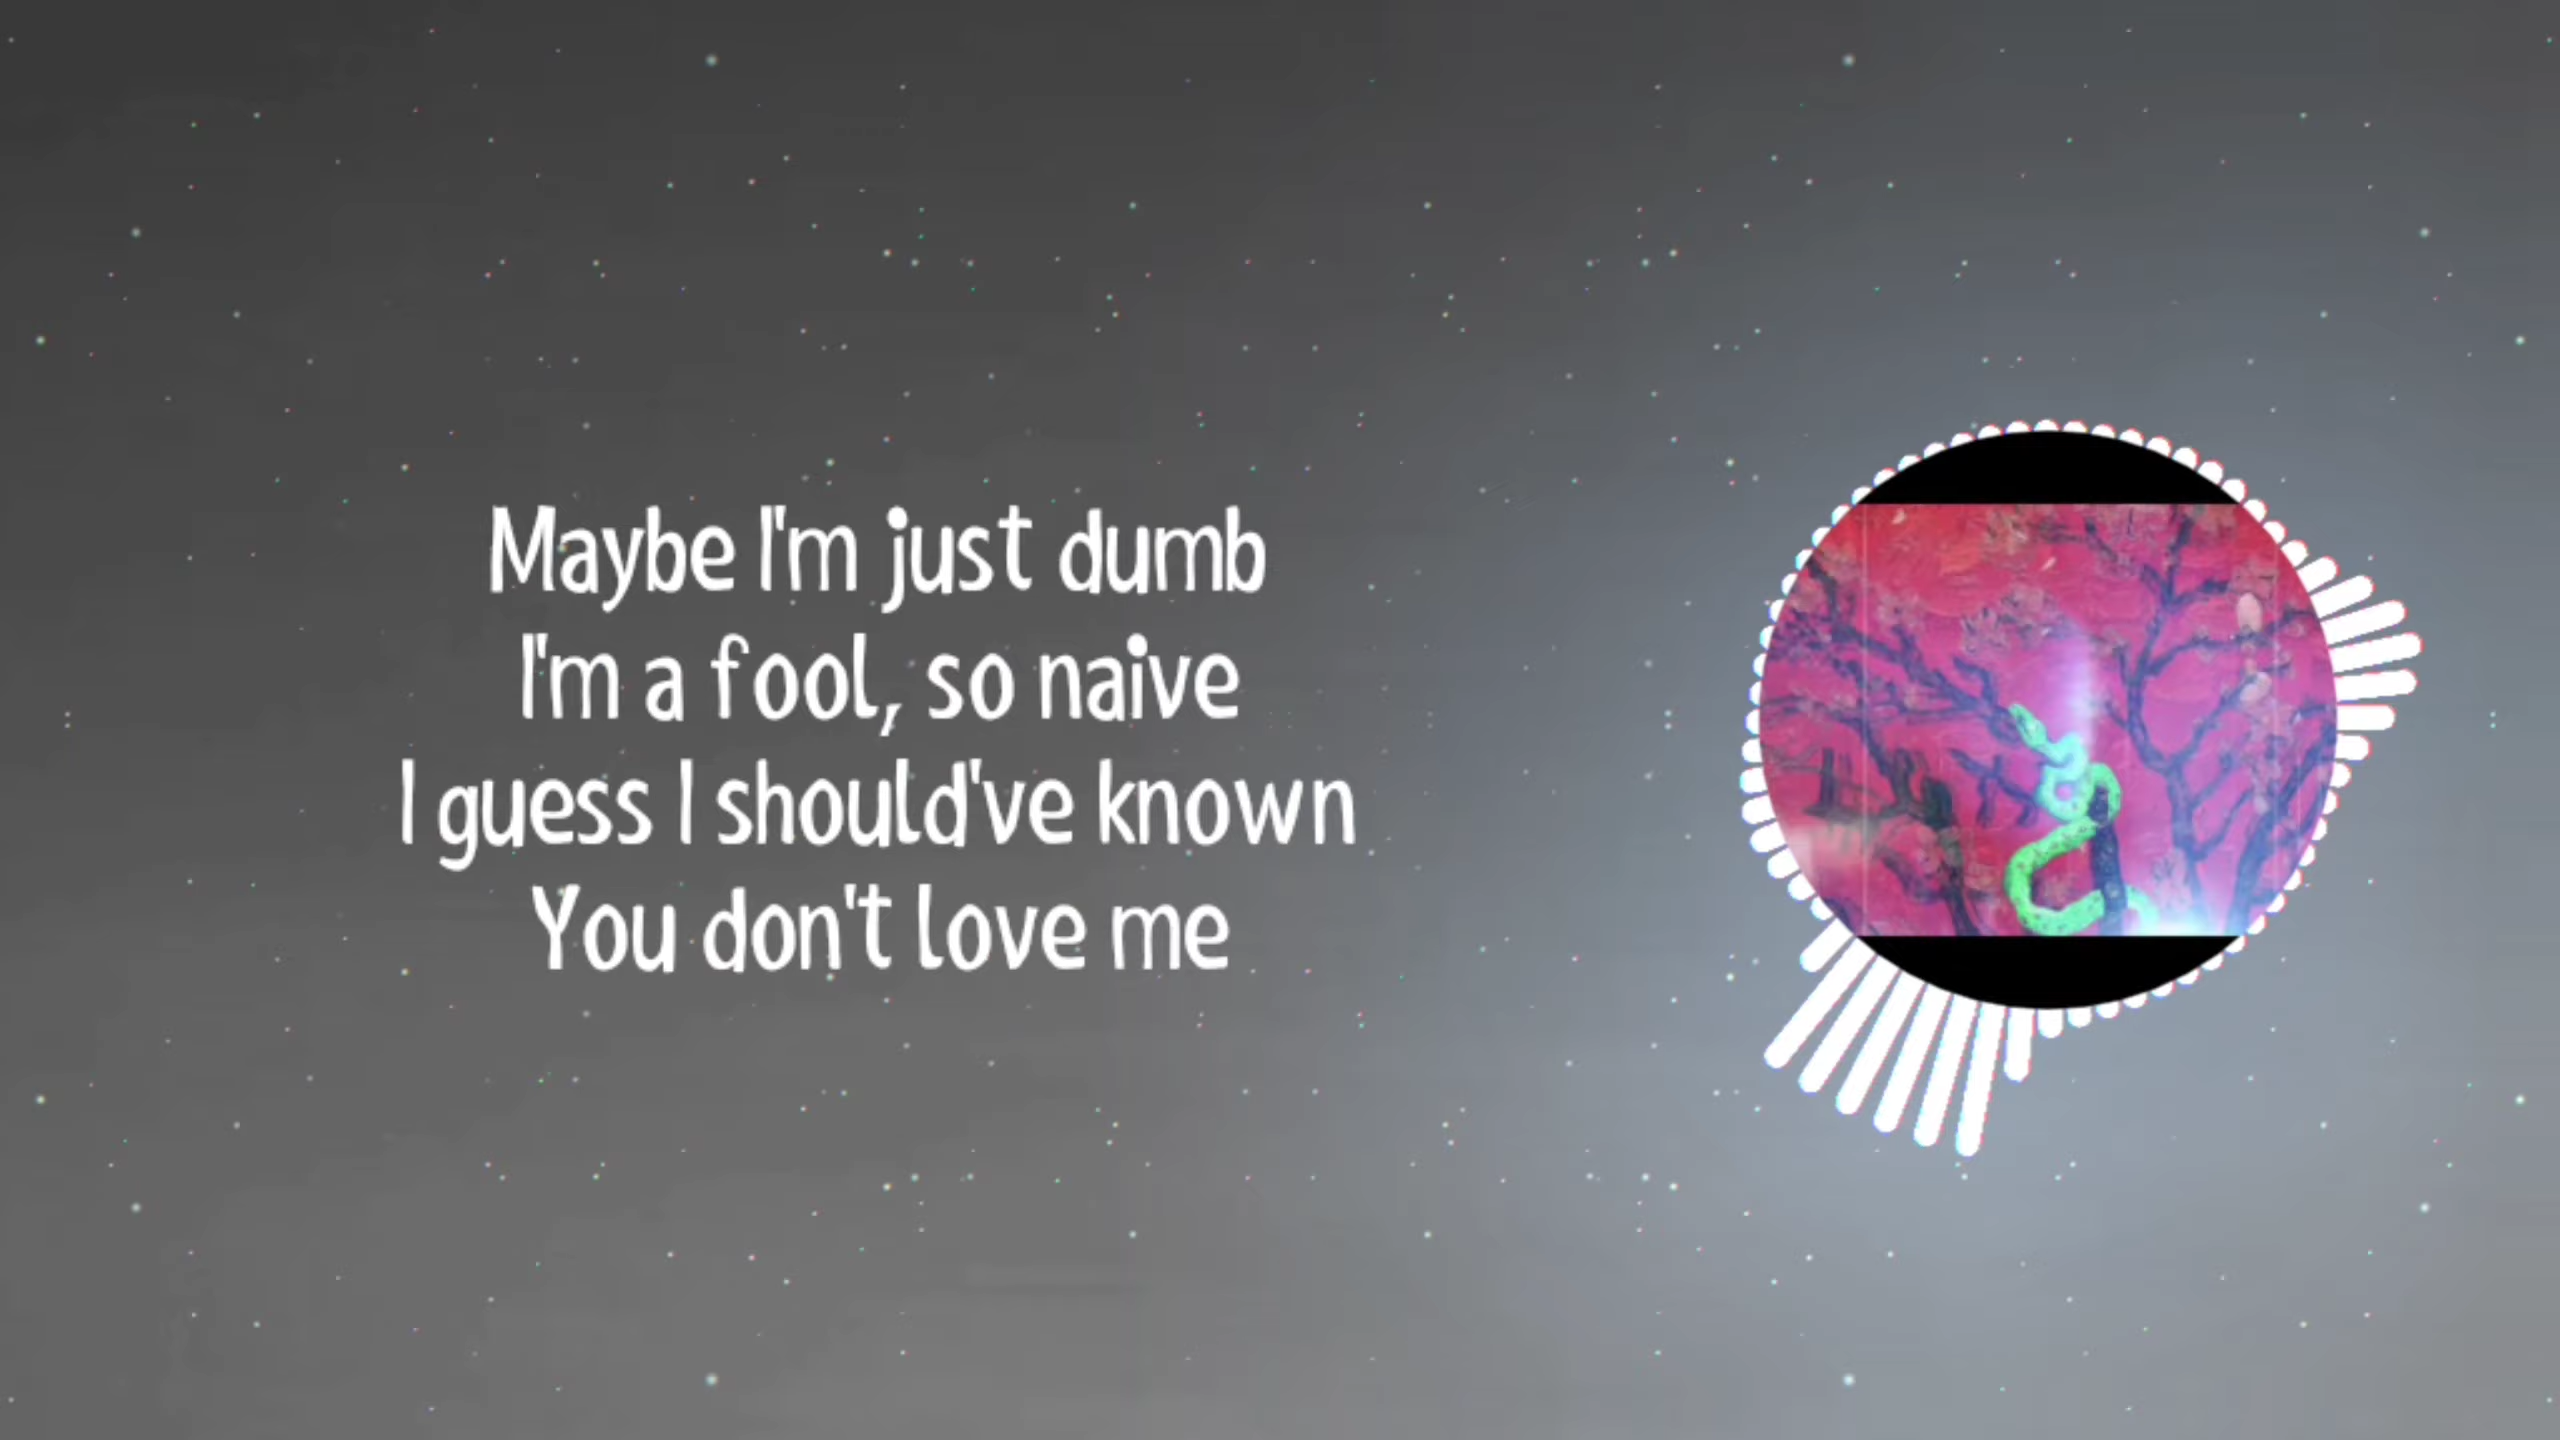 Maybe I'm just dumb
I'm a fool, so naive
I guess I should've known
You don't love me